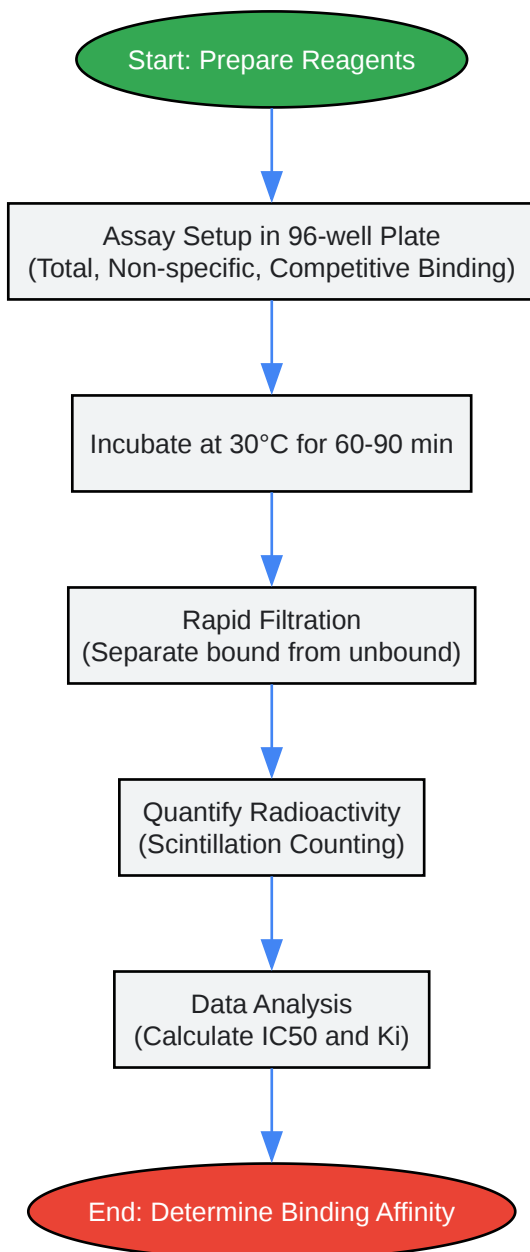 Start: Prepare Reagents
Assay Setup in 96-well Plate
(Total, Non-specific, Competitive Binding)
Incubate at 30°C for 60-90 min
Rapid Filtration
(Separate bound from unbound)
Quantify Radioactivity
(Scintillation Counting)
Data Analysis
(Calculate IC50 and Ki)
End: Determine Binding Affinity